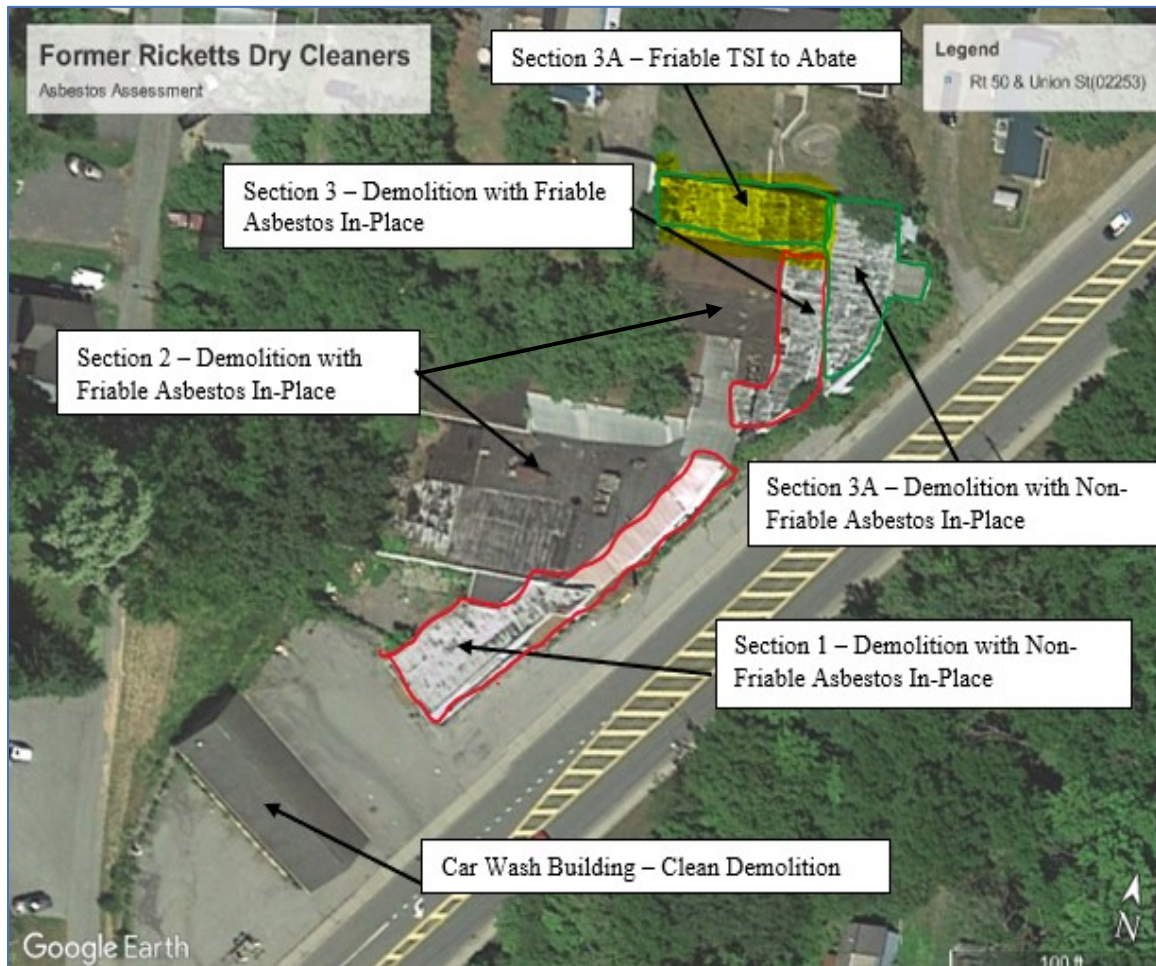 Former Ricketts Dry Cleaners
Asbestos Assessment
Section 3A – Friable TSI to Abate
Legend
Rt 50 & Union St(02253)
Section 3 – Demolition with Friable
Asbestos In-Place
Section 2 – Demolition with
Friable Asbestos In-Place
Section 3A – Demolition with Non-
Friable Asbestos In-Place
Section 1 – Demolition with Non-
Friable Asbestos In-Place
Car Wash Building – Clean Demolition
Google Earth
N
100 ft